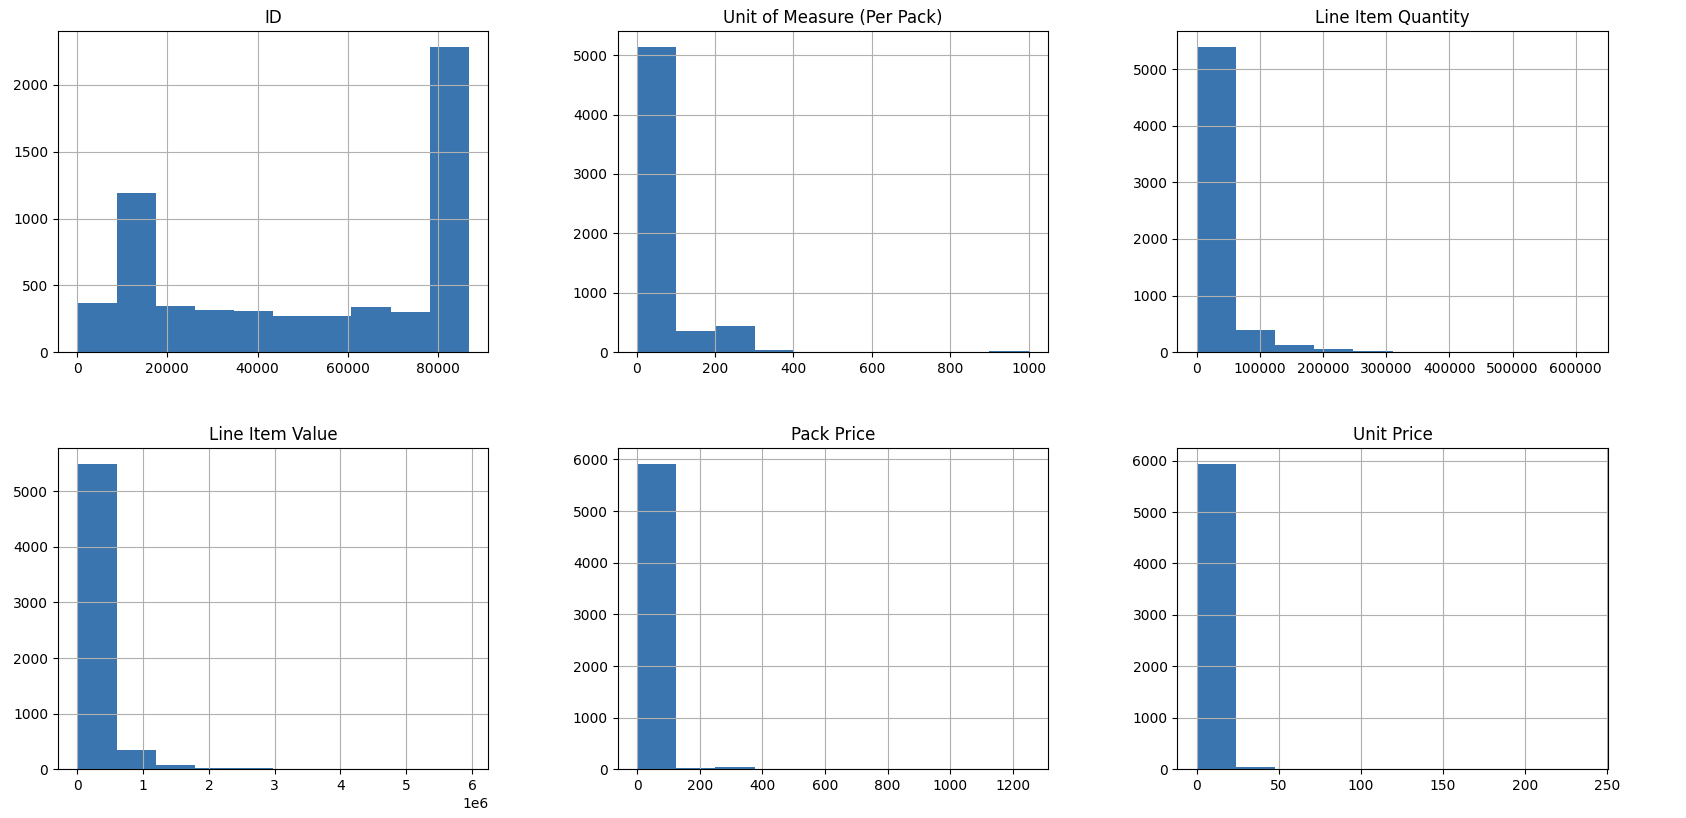 ID
2000
1500
1000
500
0
0 20000 40000 60000 80000
Unit of Measure (Per Pack)
5000
4000
3000
2000
1000
0
0 200 400 600 800 1000
Line Item Quantity
5000
4000
3000
2000
1000
0
0 100000 200000 300000 400000 500000 600000
Line Item Value
5000
4000
3000
2000
1000
0
0 1 2 3 4 5 6
1e6
Pack Price
6000
5000
4000
3000
2000
1000
0
0 200 400 600 800 1000 1200
Unit Price
6000
5000
4000
3000
2000
1000
0
0 50 100 150 200 250